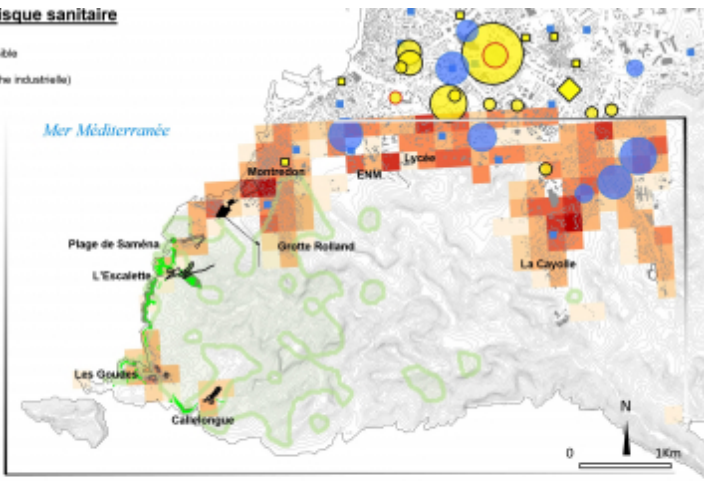 isque sanitaire
ible
he industrielle)
Mer Méditerranée
Montredon
Lycée
ENM
Plage de Saména
Grotte Rolland
L'Escalette
La Cayolle
Les Goudes
Callelongue
N
0
1Km